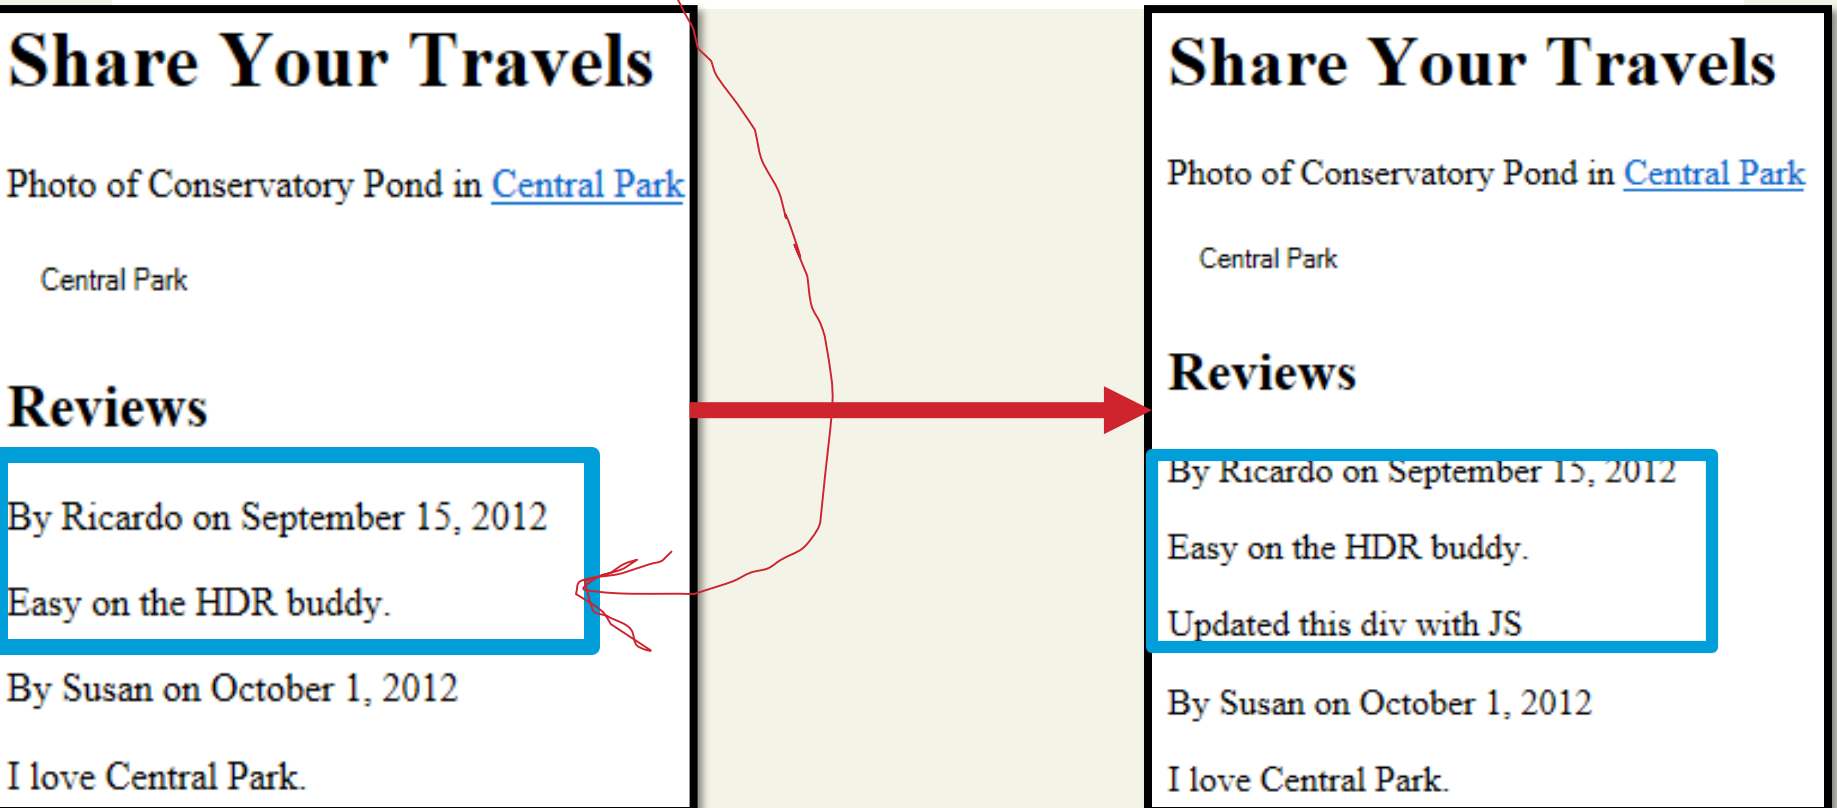 Share Your Travels
Photo of Conservatory Pond in Central Park
Central Park
Reviews
By Ricardo on September 15, 2012
Easy on the HDR buddy.
By Susan on October 1, 2012
I love Central Park.
Share Your Travels
Photo of Conservatory Pond in Central Park
Central Park
Reviews
By Ricardo on September 15, 2012
Easy on the HDR buddy.
Updated this div with JS
By Susan on October 1, 2012
I love Central Park.